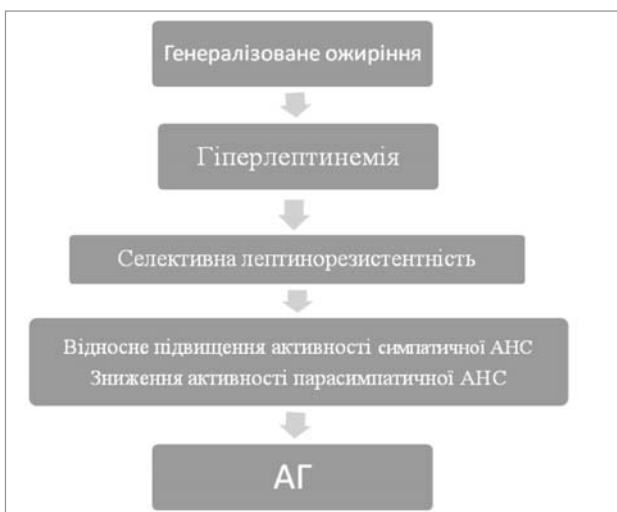 Генералізоване ожиріння
Гіперлептинемія
Селективна лептинорезистентність
Відносне підвищення активності симпатичної АНС
Зниження активності парасимпатичної АНС
АГ